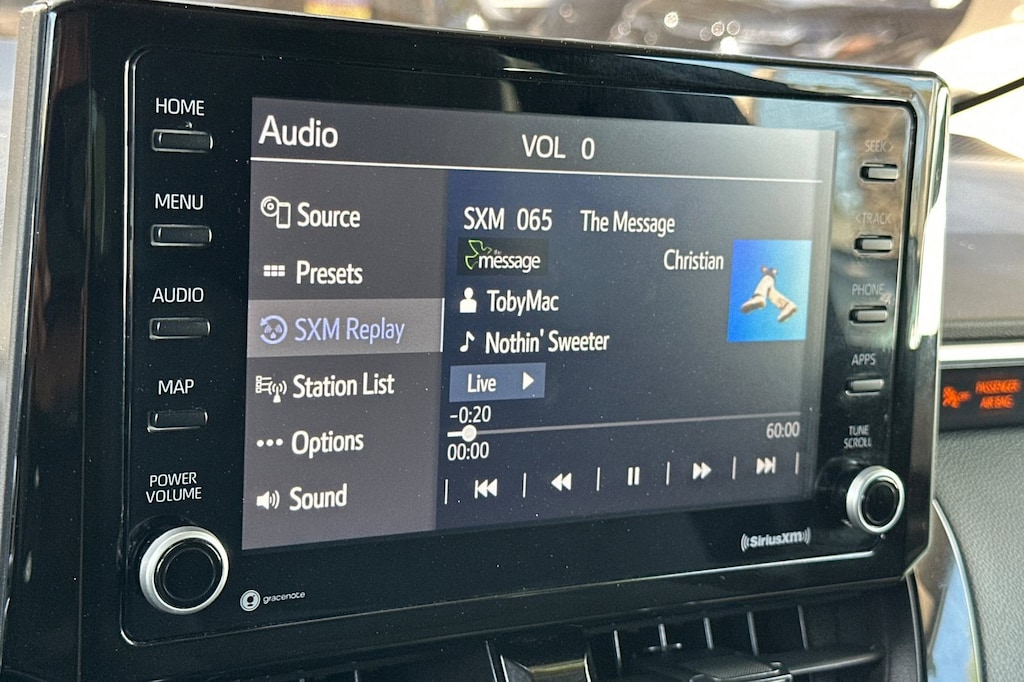 HOME
MENU
AUDIO
MAP
POWER
VOLUME
Audio
VOL 0
Source
Presets
SXM Replay
Station List
Options
Sound
SXM 065 The Message
the message
Christian
TobyMac
Nothin' Sweeter
Live
-0:20
00:00
60:00
SEEK>
<TRACK
PHONE
APPS
TUNE
SCROLL
gracenote
SiriusXM
PASSENGER
AIR BAG